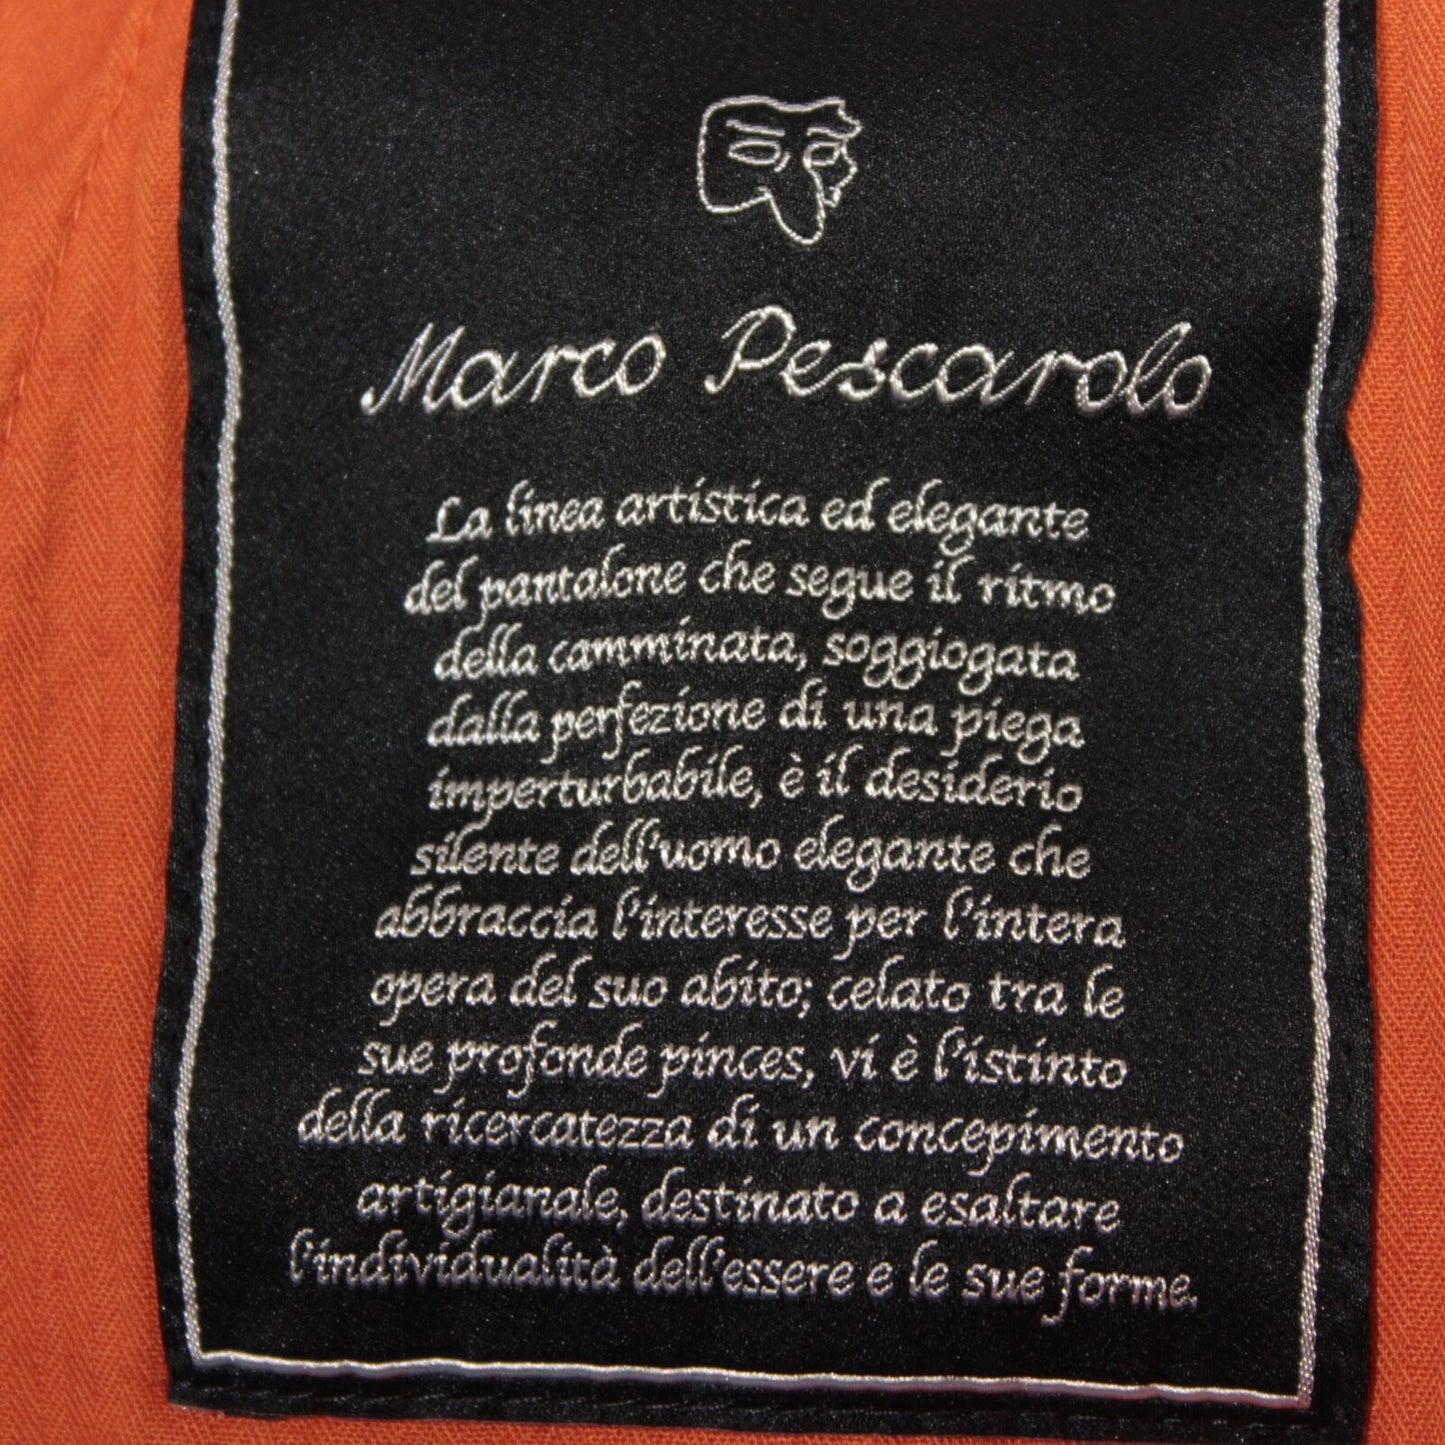 Marco Pescarolo
La linea artistica ed elegante
del pantalone che segue il ritmo
della camminata, soggiogata
dalla perfezione di una piega
imperturbabile, è il desiderio
silente dell'uomo elegante che
abbraccia l'interesse per l'intera
opera del suo abito; celato tra le
sue profonde pinces, vi è l'istinto
della ricercatezza di un concepimento
artigianale, destinato a esaltare
l'individualità dell'essere e le sue forme.